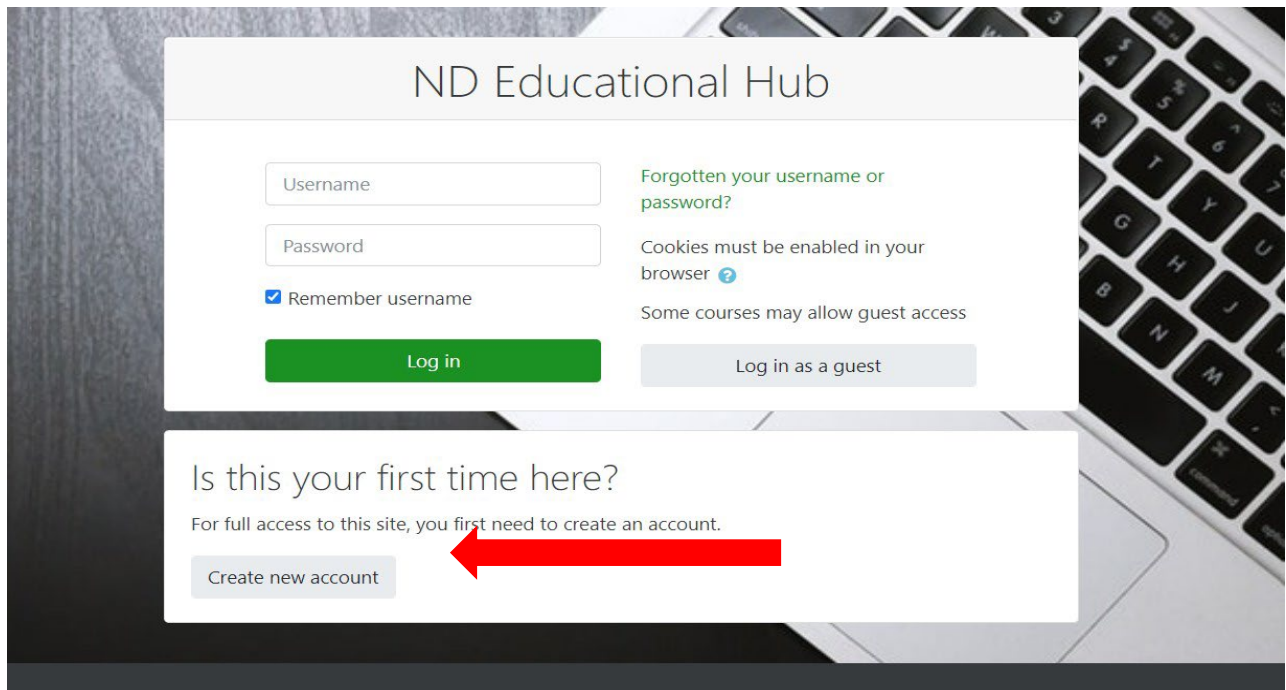 ND Educational Hub
Username
Password
Remember username
Log in
Forgotten your username or
password?
Cookies must be enabled in your
browser
Some courses may allow guest access
Log in as a guest
Is this your first time here?
For full access to this site, you first need to create an account.
Create new account